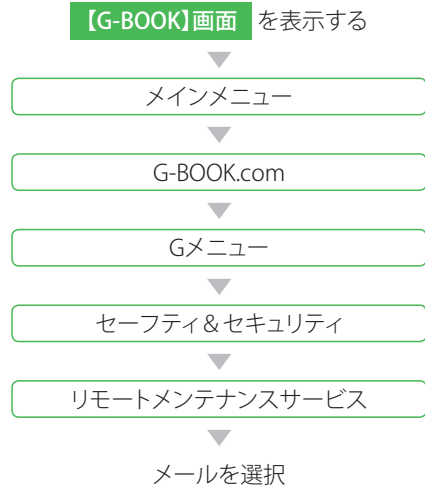 【G-BOOK】画面 を表示する
メインメニュー
G-BOOK.com
Gメニュー
セーフティ＆セキュリティ
リモートメンテナンスサービス
メールを選択